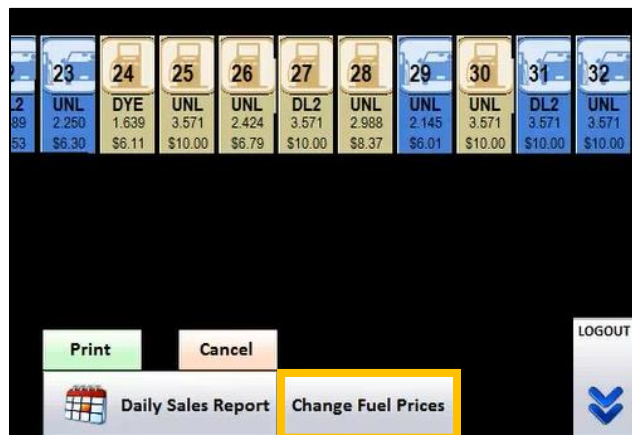 23 24 25 26 27 28 29 30 31 32
L2 UNL DYE UNL UNL DL2 UNL UNL UNL DL2 UNL
89 2.250 1.639 3.571 2.424 3.571 2.988 2.145 3.571 3.571 3.571
53 $6.30 $6.11 $10.00 $6.79 $10.00 $8.37 $6.01 $10.00 $10.00 $10.00
LOGOUT
Print Cancel
Daily Sales Report Change Fuel Prices